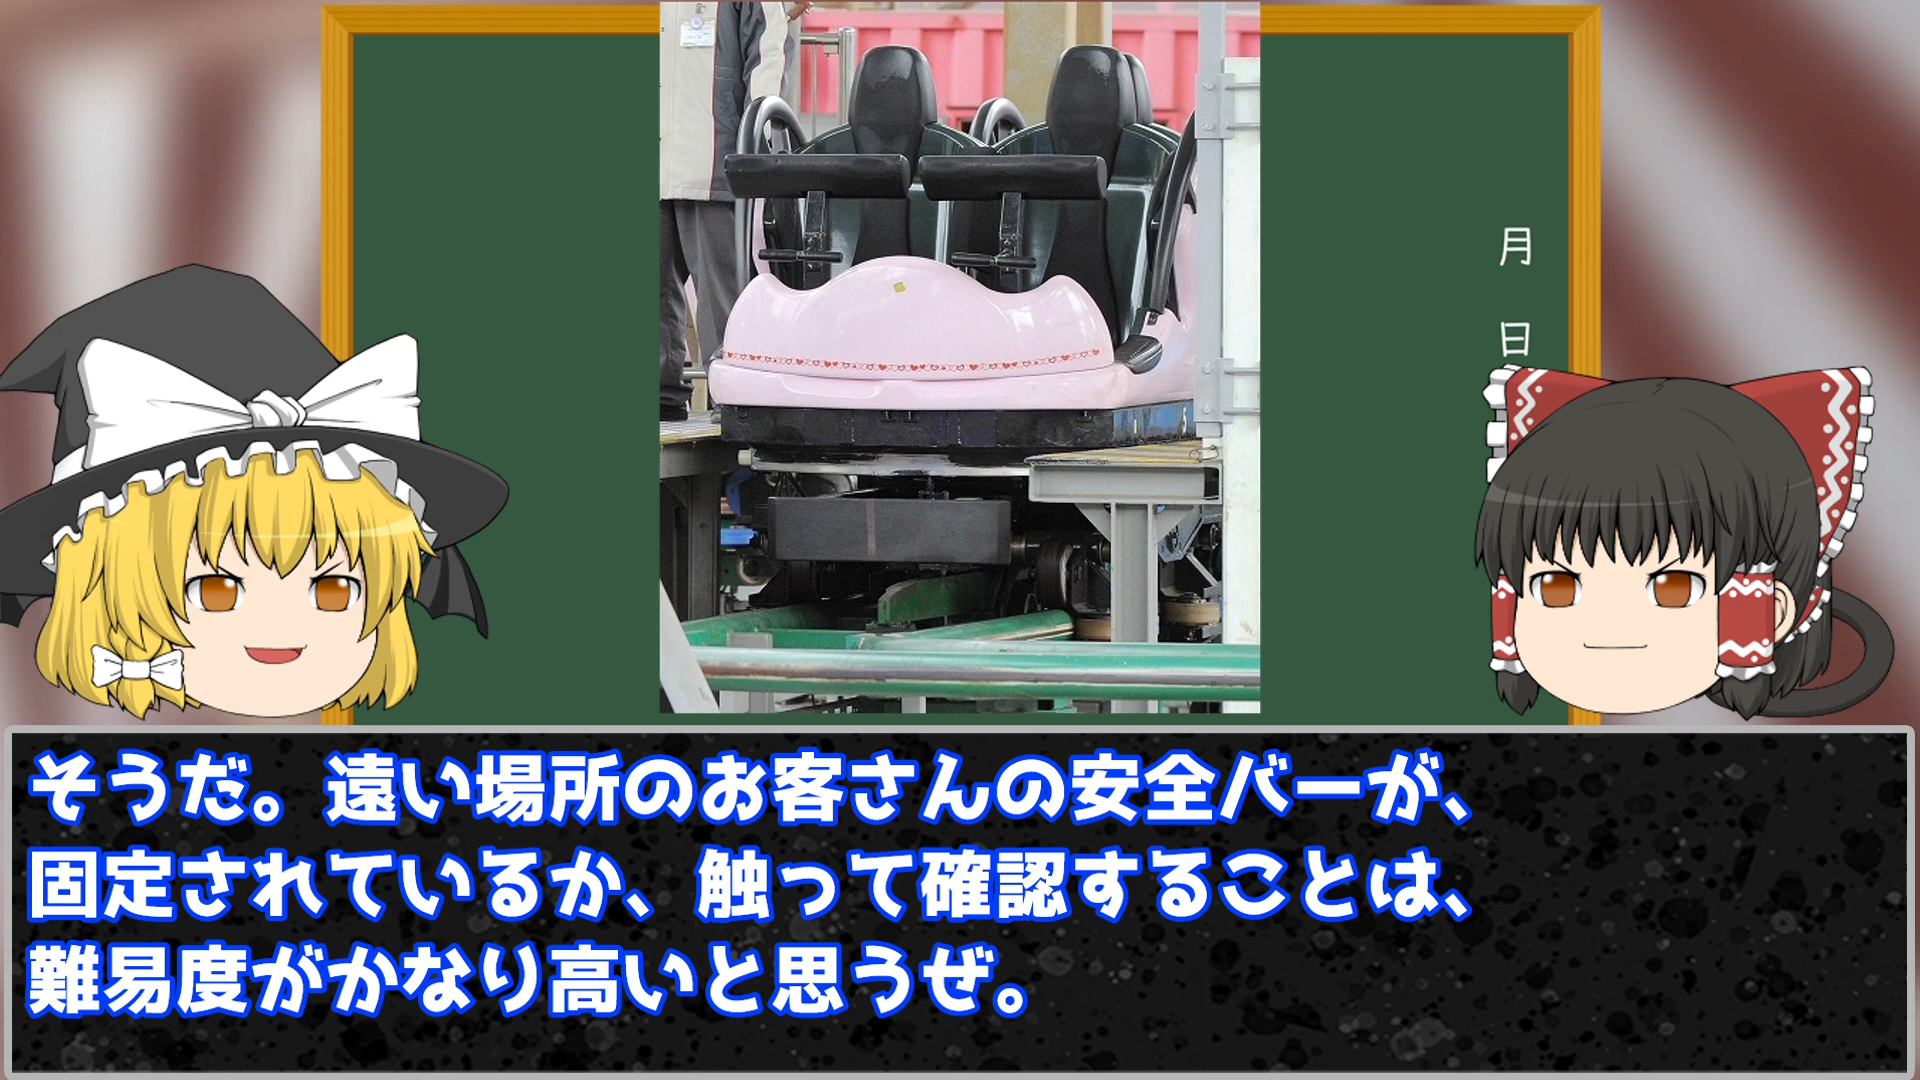 月
日
そうだ。遠い場所のお客さんの安全バーが、
固定されているか、触って確認することは、
難易度がかなり高いと思うぜ。